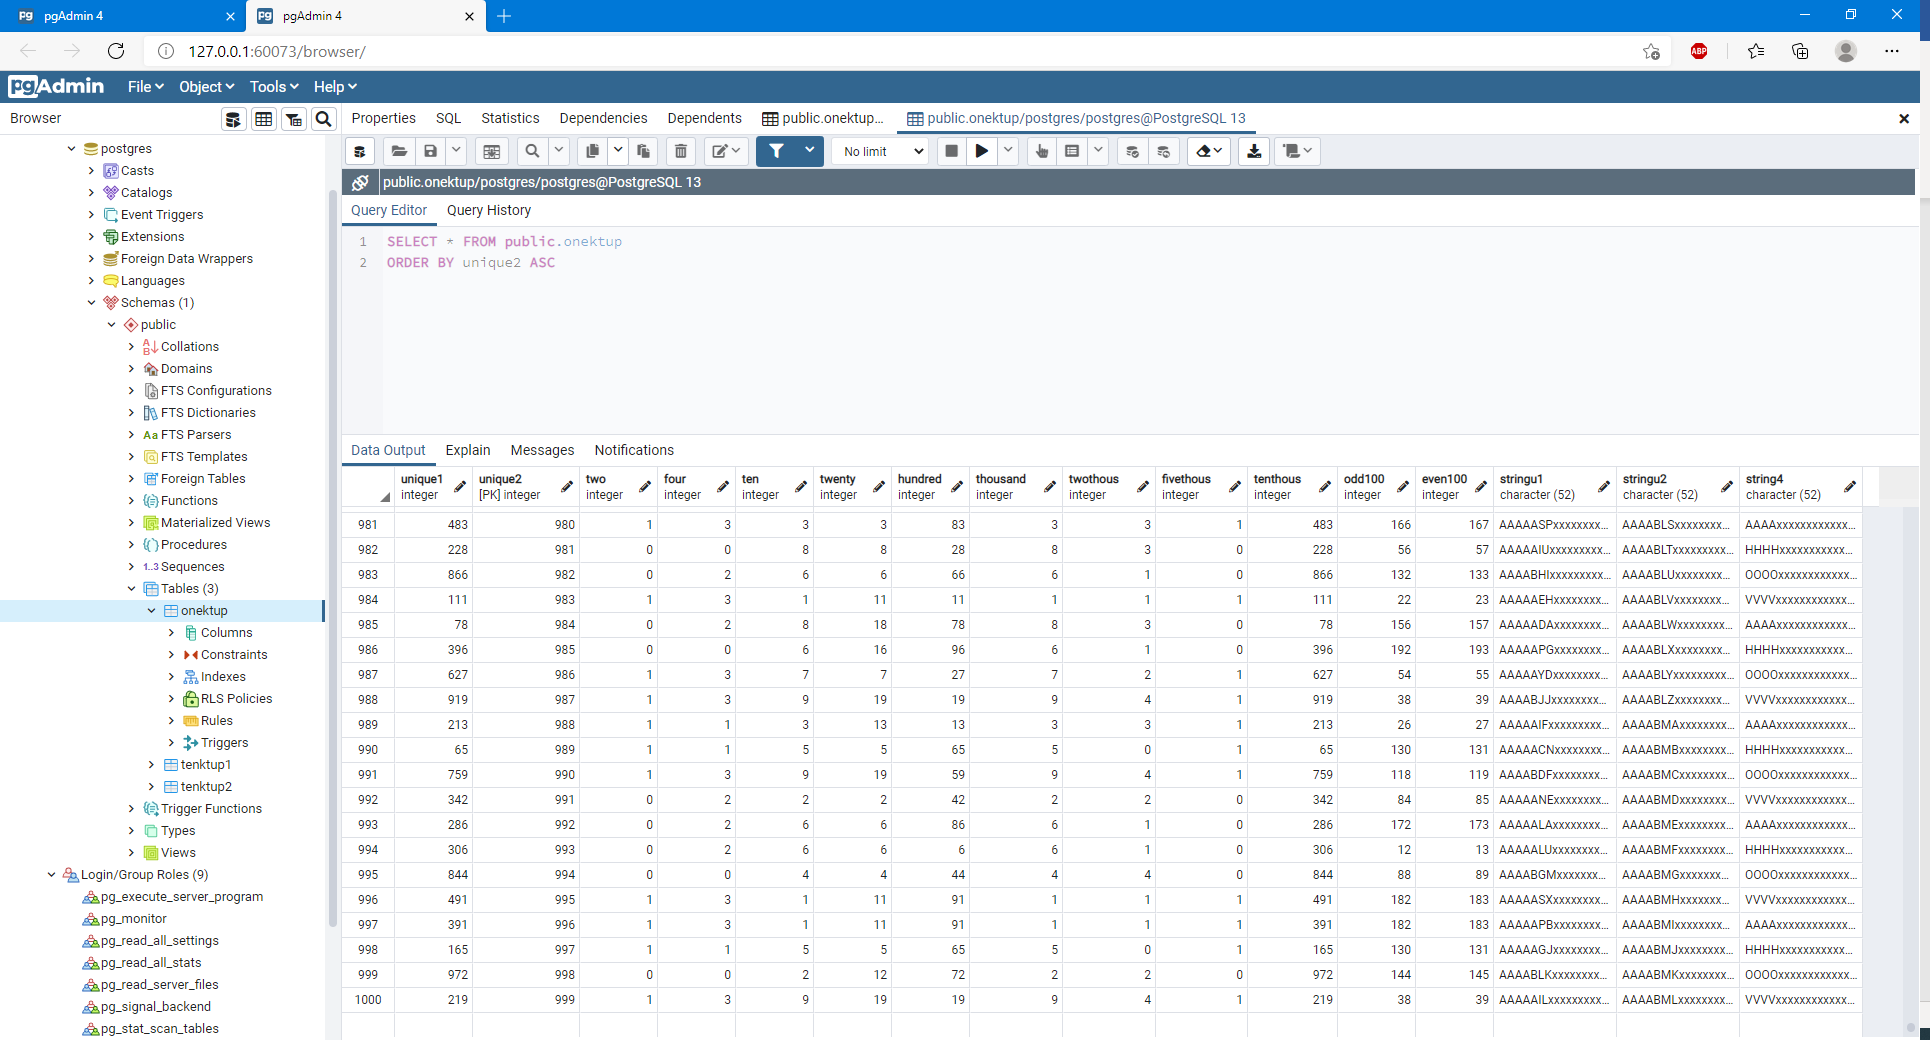 pgAdmin 4
pgAdmin 4
127.0.0.1:60073/browser/
ABP
pgAdmin File Object Tools Help
Browser
Properties SQL Statistics Dependencies Dependents public.onektup... public.onektup/postgres/postgres@PostgreSQL 13
No limit
public.onektup/postgres/postgres@PostgreSQL 13
Query Editor Query History
1 SELECT * FROM public.onektup
2 ORDER BY unique2 ASC
postgres
Casts
Catalogs
Event Triggers
Extensions
Foreign Data Wrappers
Languages
Schemas (1)
public
Collations
Domains
FTS Configurations
FTS Dictionaries
FTS Parsers
FTS Templates
Foreign Tables
Functions
Materialized Views
Procedures
1..3 Sequences
Tables (3)
onektup
Columns
Constraints
Indexes
RLS Policies
Rules
Triggers
tenktup1
tenktup2
Trigger Functions
Types
Views
Login/Group Roles (9)
pg_execute_server_program
pg_monitor
pg_read_all_settings
pg_read_all_stats
pg_read_server_files
pg_signal_backend
pg_stat_scan_tables
Data Output Explain Messages Notifications
unique1 unique2 two four ten twenty hundred thousand twothous fivethous tenthous odd100 even100 stringu1 stringu2 string4
integer [PK] integer integer integer integer integer integer integer integer integer integer integer integer character (52) character (52) character (52)
981 483 980 1 3 3 3 83 3 3 1 483 166 167 AAAAASPxxxxxxxx... AAAABLSxxxxxxxx... AAAAxxxxxxxxxxxx...
982 228 981 0 0 8 8 28 8 3 0 228 56 57 AAAAAIUxxxxxxxxx... AAAABLTxxxxxxxxx... HHHHxxxxxxxxxxx...
983 866 982 0 2 6 6 66 6 1 0 866 132 133 AAAABHIxxxxxxxxx... AAAABLUxxxxxxxx... OOOOxxxxxxxxxxxx...
984 111 983 1 3 1 11 11 1 1 1 111 22 23 AAAAAEHxxxxxxxx... AAAABLVxxxxxxxx... VVVVxxxxxxxxxxxx...
985 78 984 0 2 8 18 78 8 3 0 78 156 157 AAAAADAxxxxxxxx... AAAABLWxxxxxxxx... AAAAxxxxxxxxxxxx...
986 396 985 0 0 6 16 96 6 1 0 396 192 193 AAAAAPGxxxxxxxx... AAAABLXxxxxxxxx... HHHHxxxxxxxxxxx...
987 627 986 1 3 7 7 27 7 2 1 627 54 55 AAAAAYDxxxxxxxx... AAAABLYxxxxxxxx... OOOOxxxxxxxxxxxx...
988 919 987 1 3 9 19 19 9 4 1 919 38 39 AAAABJJxxxxxxxxx... AAAABLZxxxxxxxx... VVVVxxxxxxxxxxxx...
989 213 988 1 1 3 13 13 3 3 1 213 26 27 AAAAAIFxxxxxxxxx... AAAABMAxxxxxxxx... AAAAxxxxxxxxxxxx...
990 65 989 1 1 5 5 65 5 0 1 65 130 131 AAAAACNxxxxxxxx... AAAABMBxxxxxxxx... HHHHxxxxxxxxxxx...
991 759 990 1 3 9 19 59 9 4 1 759 118 119 AAAABDFxxxxxxxx... AAAABMCxxxxxxxx... OOOOxxxxxxxxxxxx...
992 342 991 0 2 2 2 42 2 2 0 342 84 85 AAAAANExxxxxxxx... AAAABMDxxxxxxxx... VVVVxxxxxxxxxxxx...
993 286 992 0 2 6 6 86 6 1 0 286 172 173 AAAAALAxxxxxxxx... AAAABMExxxxxxxx... AAAAxxxxxxxxxxxx...
994 306 993 0 2 6 6 6 6 1 0 306 12 13 AAAAALUxxxxxxxx... AAAABMFxxxxxxxx... HHHHxxxxxxxxxxx...
995 844 994 0 0 4 4 44 4 4 0 844 88 89 AAAABGMxxxxxxx... AAAABMGxxxxxxx... OOOOxxxxxxxxxxxx...
996 491 995 1 3 1 11 91 1 1 1 491 182 183 AAAAASXxxxxxxxx... AAAABMHxxxxxxxx... VVVVxxxxxxxxxxxx...
997 391 996 1 3 1 11 91 1 1 1 391 182 183 AAAAAPBxxxxxxxx... AAAABMIxxxxxxxx... AAAAxxxxxxxxxxxx...
998 165 997 1 1 5 5 65 5 0 1 165 130 131 AAAAAGJxxxxxxxx... AAAABMJxxxxxxxx... HHHHxxxxxxxxxxx...
999 972 998 0 0 2 12 72 2 2 0 972 144 145 AAAABLKxxxxxxxx... AAAABMKxxxxxxxx... OOOOxxxxxxxxxxxx...
1000 219 999 1 3 9 19 19 9 4 1 219 38 39 AAAAAILxxxxxxxxx... AAAABMLxxxxxxxx... VVVVxxxxxxxxxxxx...